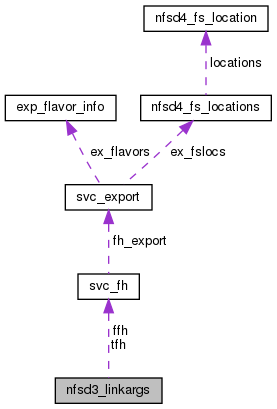 nfsd4_fs_location
locations
exp_flavor_info
nfsd4_fs_locations
ex_flavors
ex_fslocs
svc_export
fh_export
svc_fh
ffh
tfh
nfsd3_linkargs